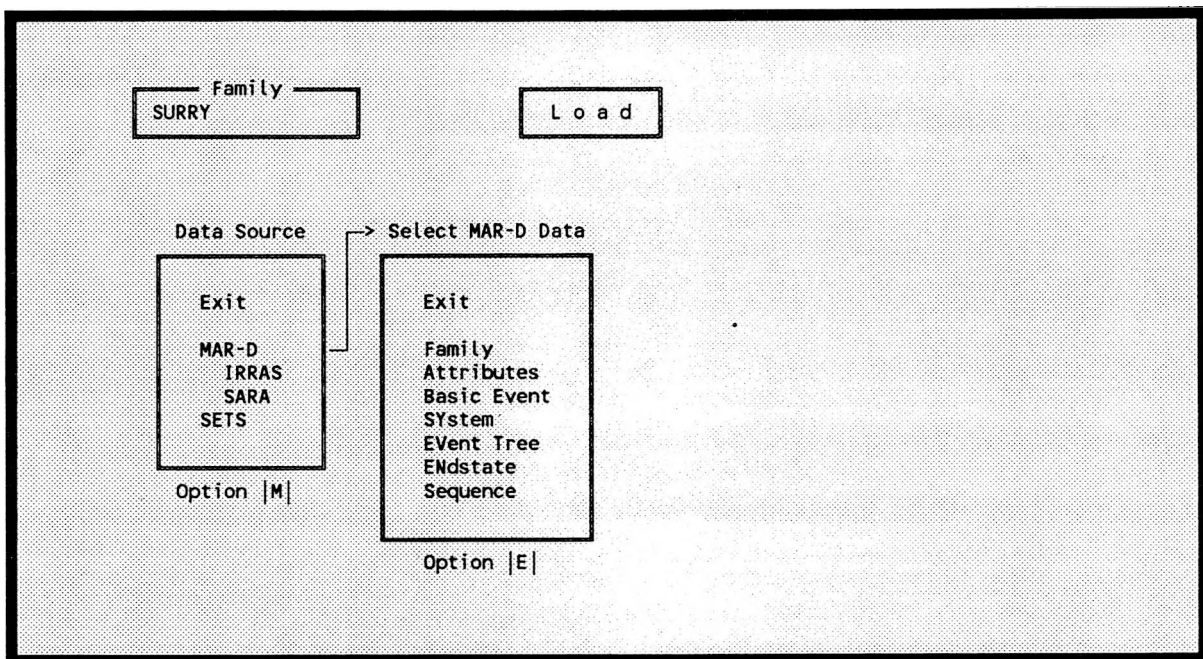 Family
SURRY
L o a d
Data Source
Exit
MAR-D
IRRAS
SARA
SETS
Option |M|
> Select MAR-D Data
Exit
Family
Attributes
Basic Event
SYstem
EVent Tree
ENdstate
Sequence
Option |E|